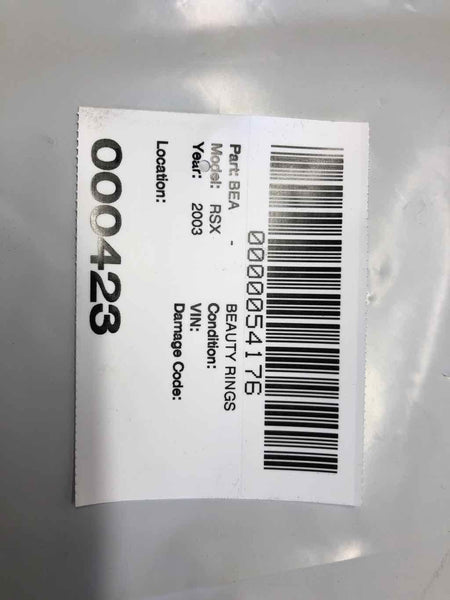 0000054176
Part: BEA - BEAUTY RINGS
Model: RSX Condition:
Year: 2003 VIN:
Damage Code:
Location:
000423